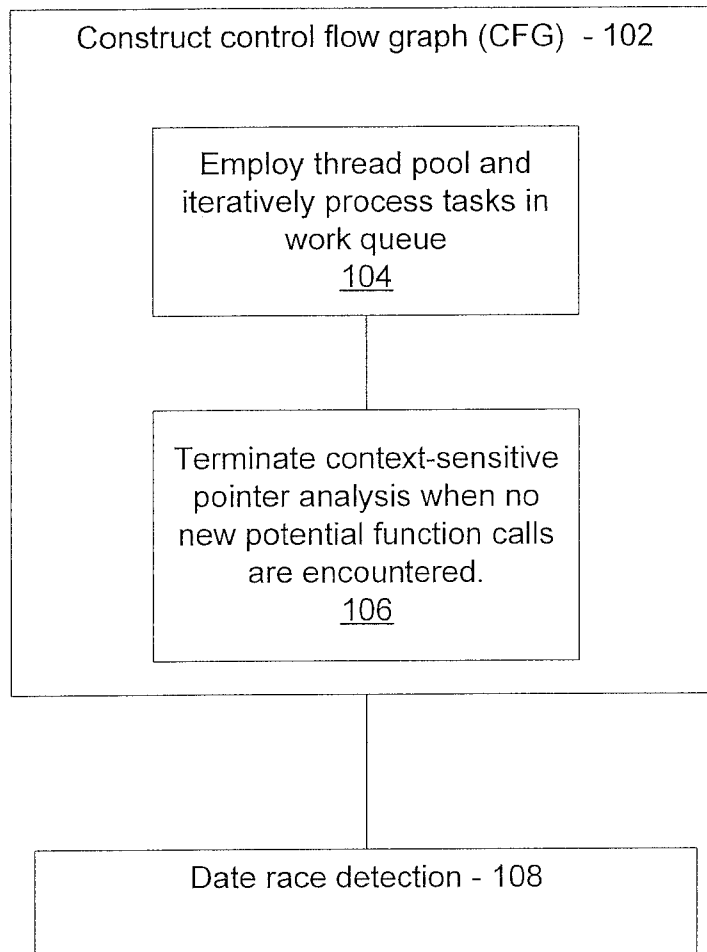 Construct control flow graph (CFG) - 102
Employ thread pool and
iteratively process tasks in
work queue
104
Terminate context-sensitive
pointer analysis when no
new potential function calls
are encountered.
106
Date race detection - 108